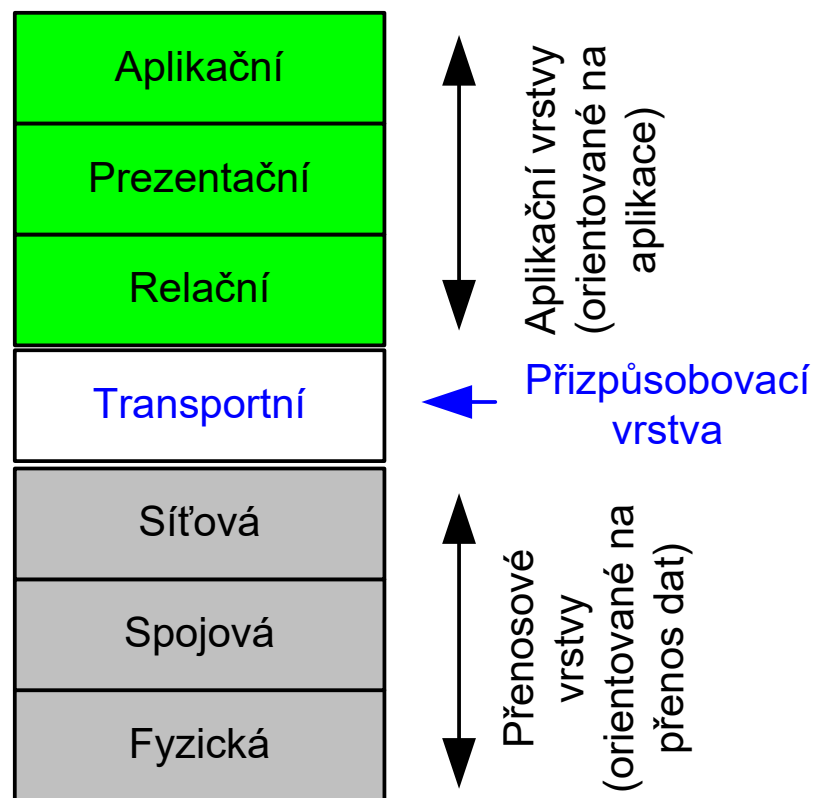 Aplikační
Prezentační
Relační
Aplikační vrstvy
(orientované na
aplikace)
Transportní
Přizpůsobovací
vrstva
Síťová
Spojová
Fyzická
Přenosové
vrstvy
(orientované na
přenos dat)